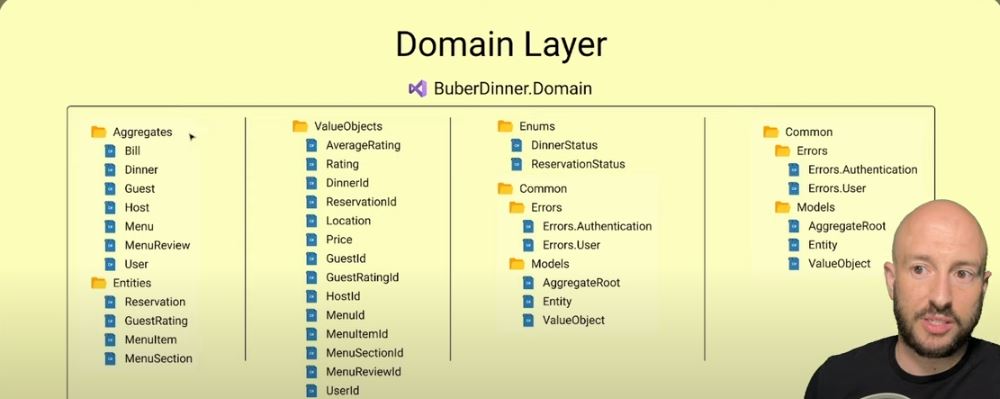 Domain Layer
BuberDinner.Domain
Aggregates
Bill
Dinner
Guest
Host
Menu
MenuReview
User
Entities
Reservation
GuestRating
MenuItem
MenuSection
ValueObjects
AverageRating
Rating
DinnerId
ReservationId
Location
Price
GuestId
GuestRatingId
HostId
MenuId
MenuItemId
MenuSectionId
MenuReviewId
UserId
Enums
DinnerStatus
ReservationStatus
Common
Errors
Errors.Authentication
Errors.User
Models
AggregateRoot
Entity
ValueObject
Common
Errors
Errors.Authentication
Errors.User
Models
AggregateRoot
Entity
ValueObject